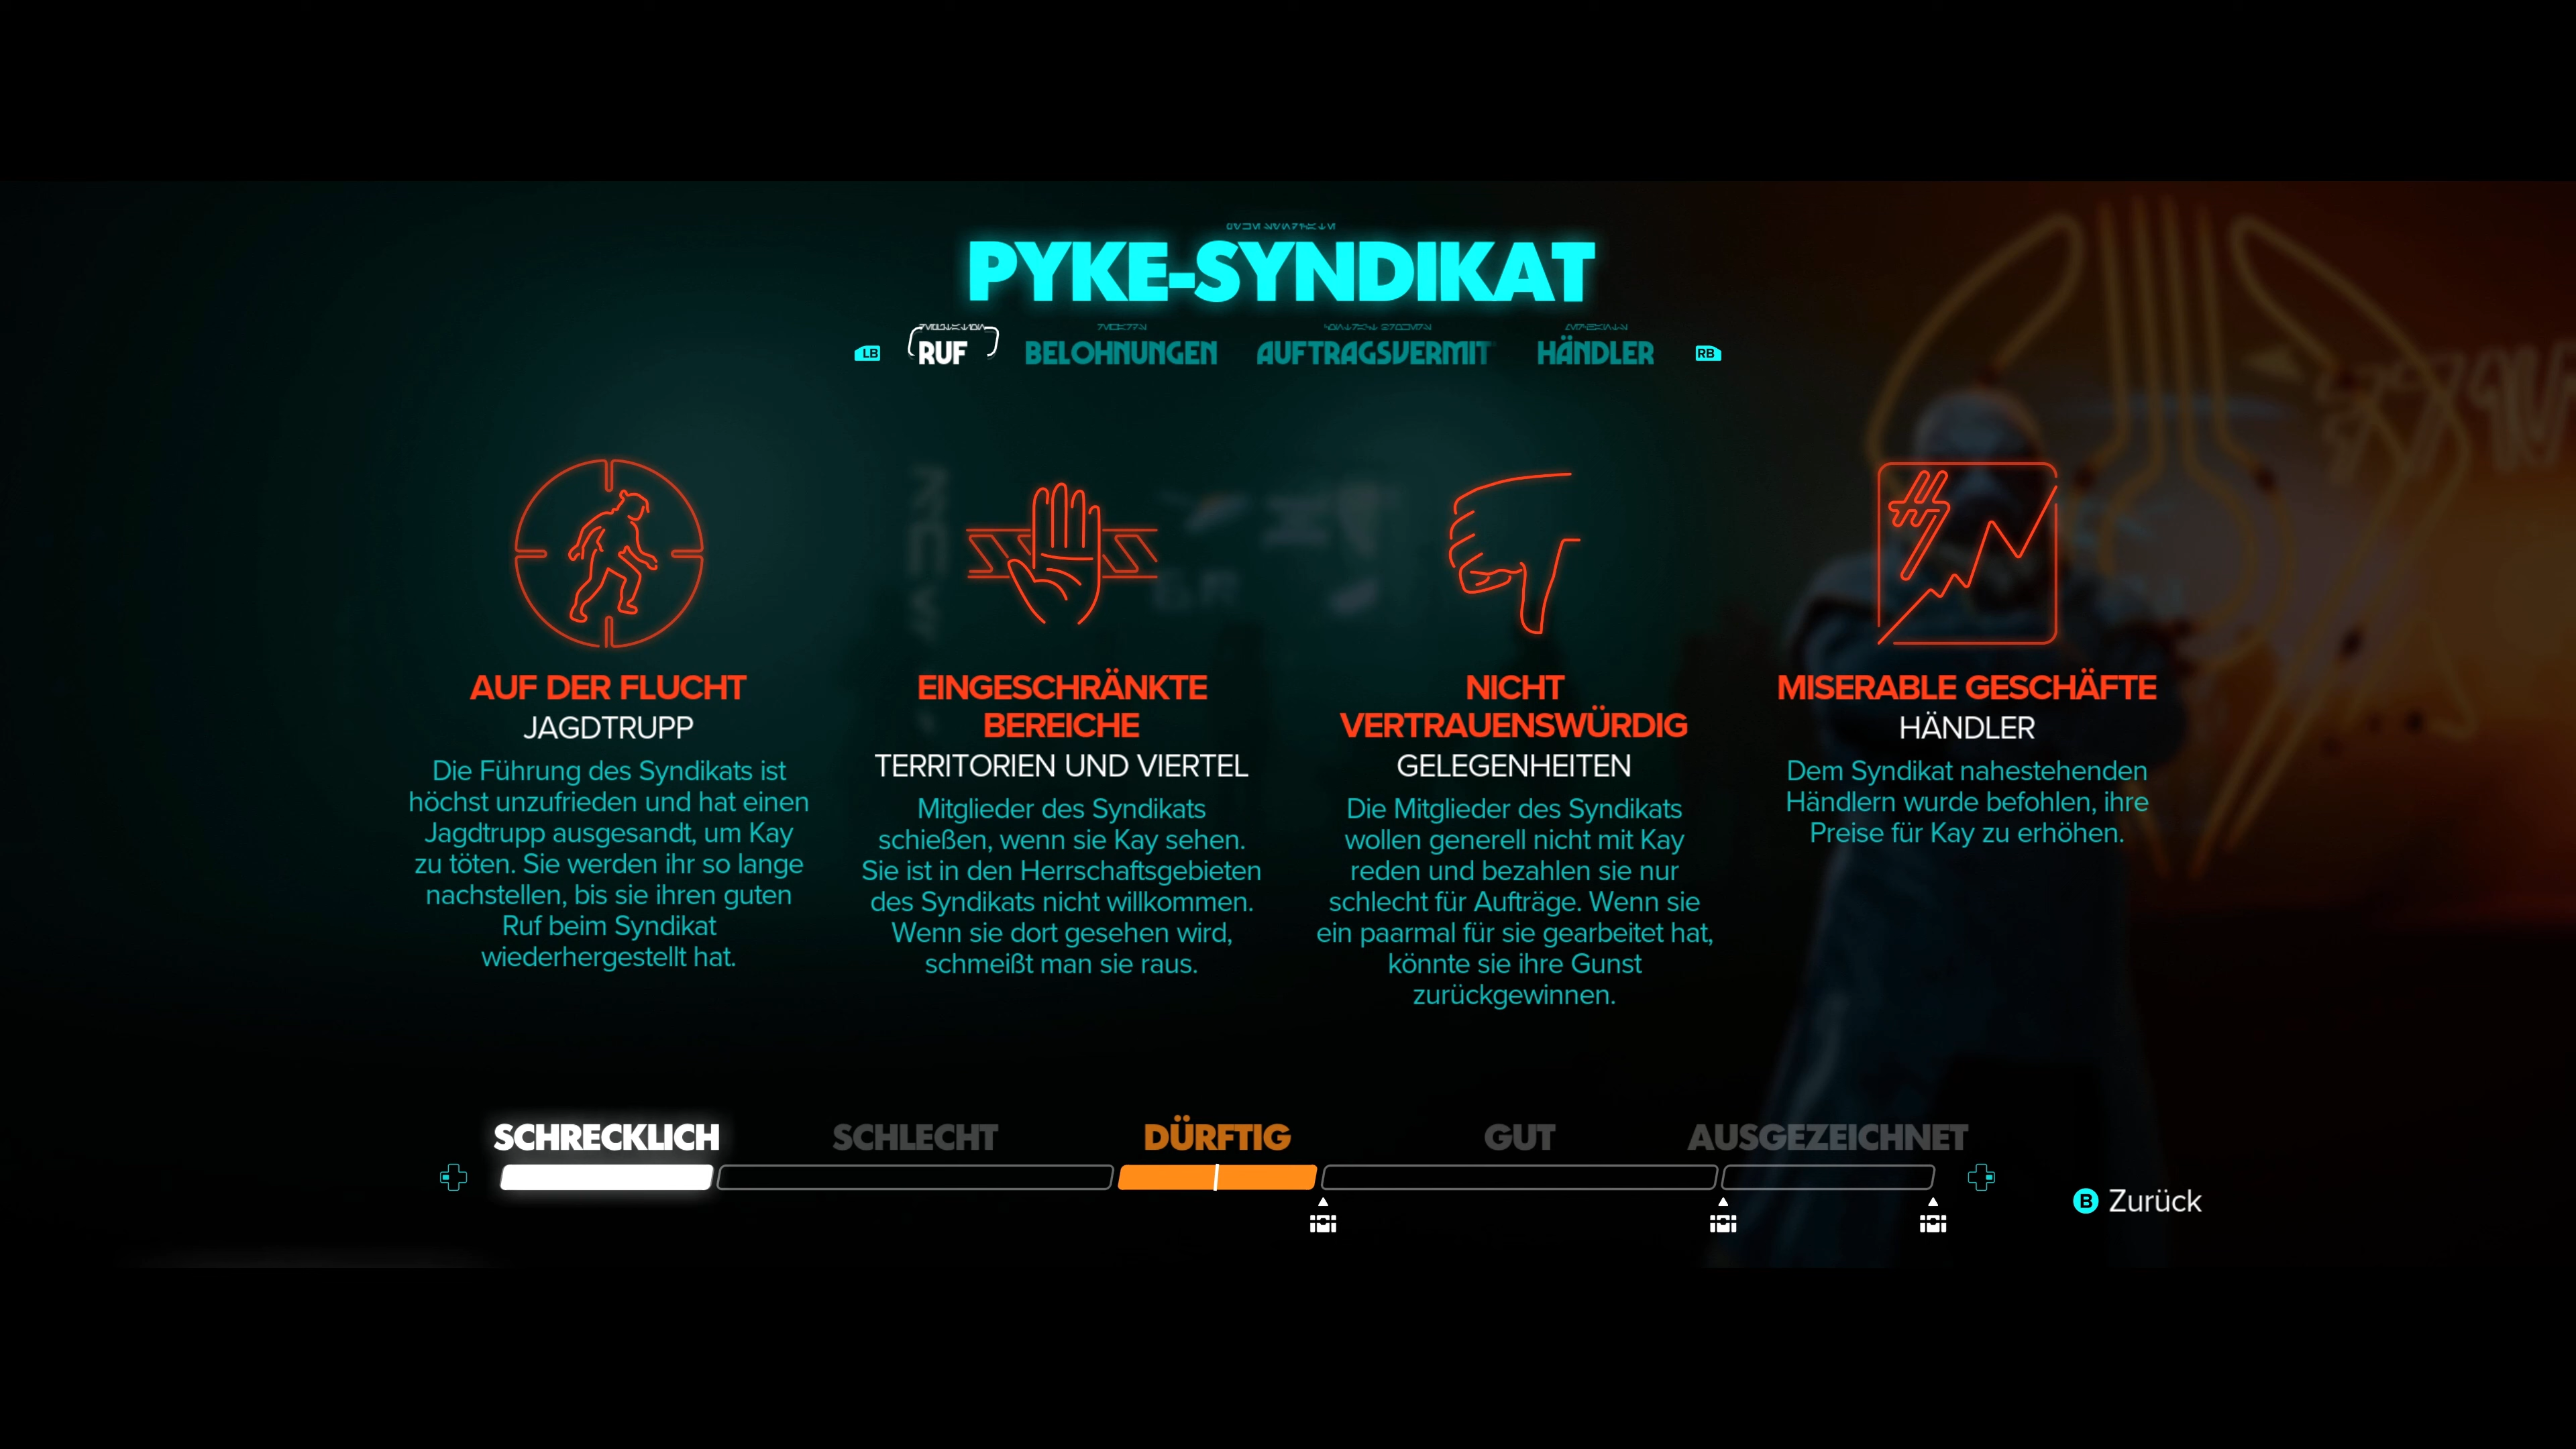 PYKE-SYNDIKAT
LB RUF BELOHNUNGEN AUFTRAGSVERMIT HÄNDLER RB
AUF DER FLUCHT
JAGDTRUPP
Die Führung des Syndikats ist
höchst unzufrieden und hat einen
Jagdtrupp ausgesandt, um Kay
zu töten. Sie werden ihr so lange
nachstellen, bis sie ihren guten
Ruf beim Syndikat
wiederhergestellt hat.
EINGESCHRÄNKTE
BEREICHE
TERRITORIEN UND VIERTEL
Mitglieder des Syndikats
schießen, wenn sie Kay sehen.
Sie ist in den Herrschaftsgebieten
des Syndikats nicht willkommen.
Wenn sie dort gesehen wird,
schmeißt man sie raus.
NICHT
VERTRAUENSWÜRDIG
GELEGENHEITEN
Die Mitglieder des Syndikats
wollen generell nicht mit Kay
reden und bezahlen sie nur
schlecht für Aufträge. Wenn sie
ein paarmal für sie gearbeitet hat,
könnte sie ihre Gunst
zurückgewinnen.
MISERABLE GESCHÄFTE
HÄNDLER
Dem Syndikat nahestehenden
Händlern wurde befohlen, ihre
Preise für Kay zu erhöhen.
SCHRECKLICH SCHLECHT DÜRFTIG GUT AUSGEZEICHNET
B Zurück